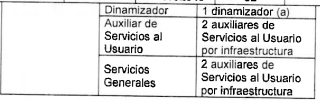 Dinamizador 1 dinamizador (a)
Auxiliar de 2 auxiliares de
Servicios al Servicios al Usuario
Usuario por infraestructura
Servicios 2 auxiliares de
Generales Servicios al Usuario
por infraestructura